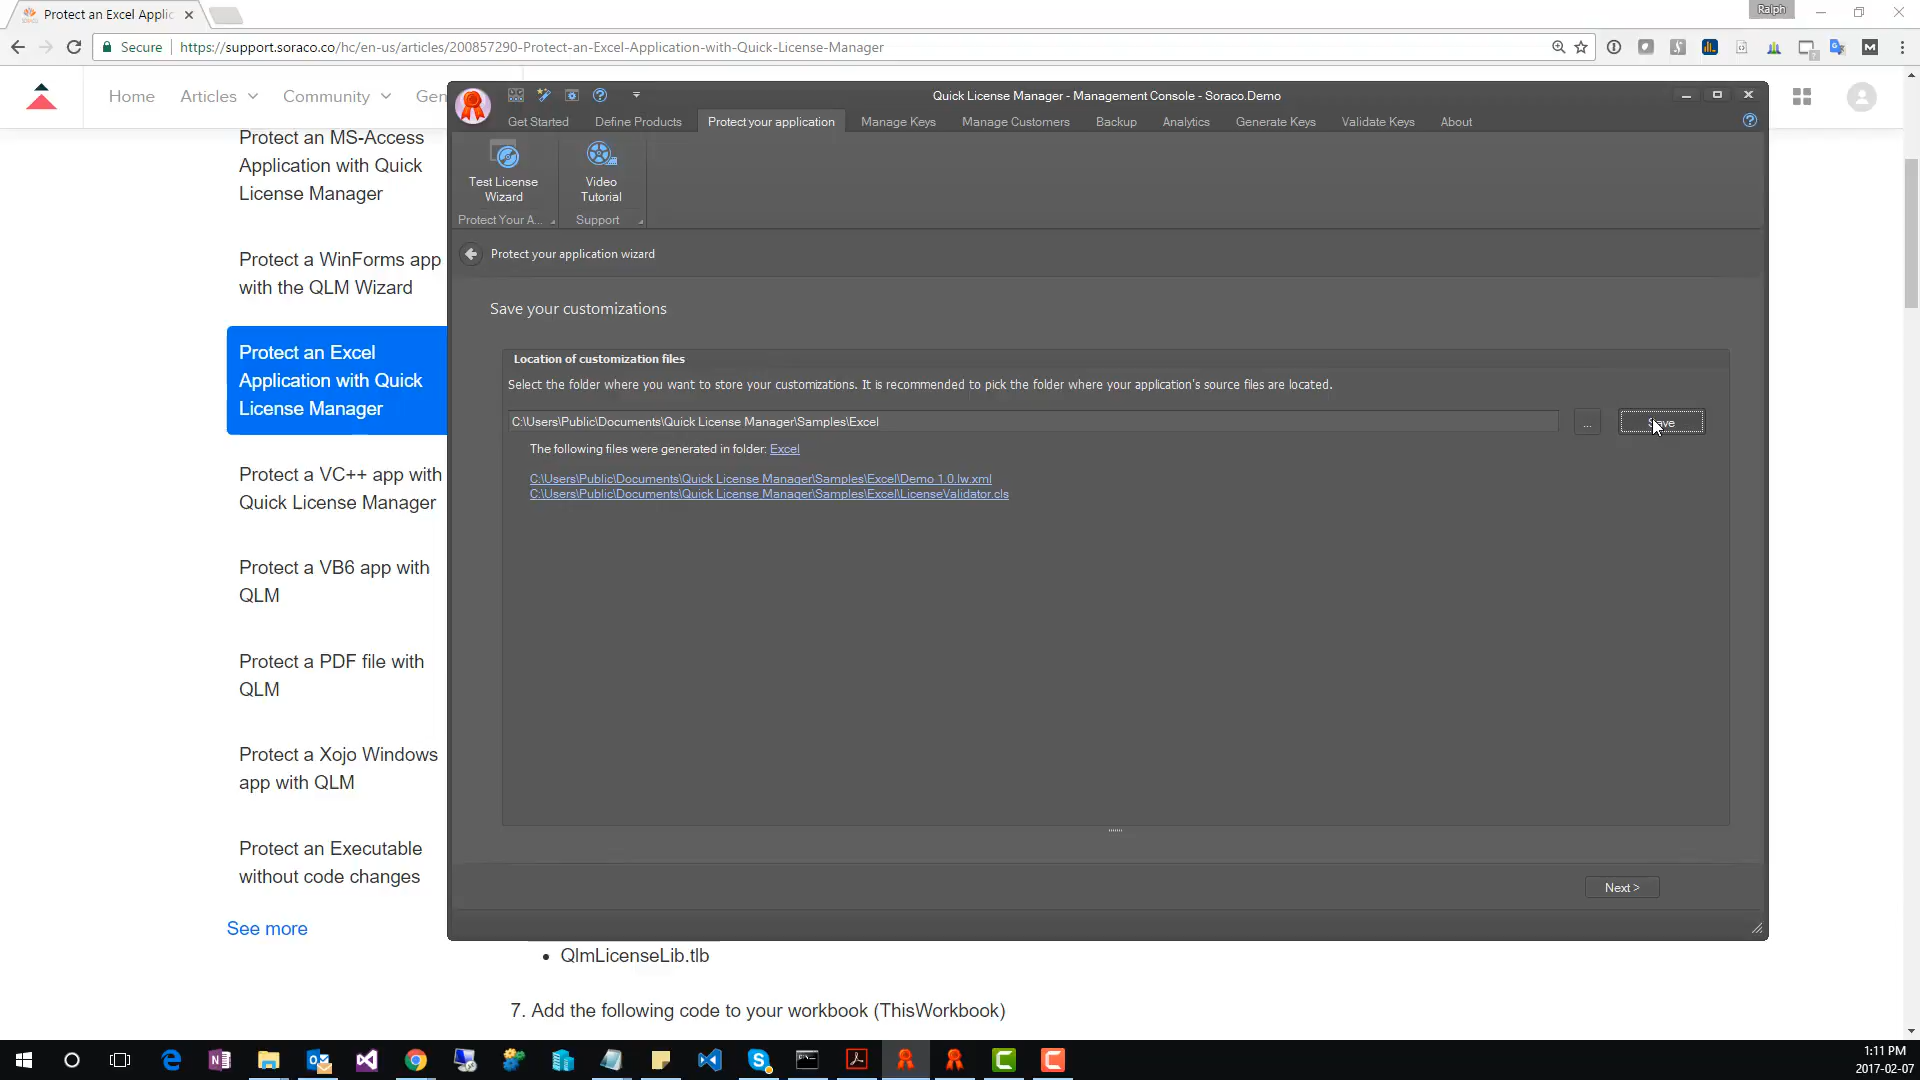 Protect an Excel Applic
Ralph
Secure
https://support.soraco.co/hc/en-us/articles/200857290-Protect-an-Excel-Application-with-Quick-License-Manager
Home
Articles
Community
Gen
Protect an MS-Access
Application with Quick
License Manager
Protect a WinForms app
with the QLM Wizard
Protect an Excel
Application with Quick
License Manager
Protect a VC++ app with
Quick License Manager
Protect a VB6 app with
QLM
Protect a PDF file with
QLM
Protect a Xojo Windows
app with QLM
Protect an Executable
without code changes
See more
Quick License Manager - Management Console - Soraco.Demo
Get Started
Define Products
Protect your application
Manage Keys
Manage Customers
Backup
Analytics
Generate Keys
Validate Keys
About
Test License
Wizard
Video
Tutorial
Protect Your A...
Support
Protect your application wizard
Save your customizations
Location of customization files
Select the folder where you want to store your customizations. It is recommended to pick the folder where your application's source files are located.
C:\Users\Public\Documents\Quick License Manager\Samples\Excel
...
Save
The following files were generated in folder: Excel
C:\Users\Public\Documents\Quick License Manager\Samples\Excel\Demo 1.0.lw.xml
C:\Users\Public\Documents\Quick License Manager\Samples\Excel\LicenseValidator.cls
Next >
• QlmLicenseLib.tlb
7. Add the following code to your workbook (ThisWorkbook)
1:11 PM
2017-02-07